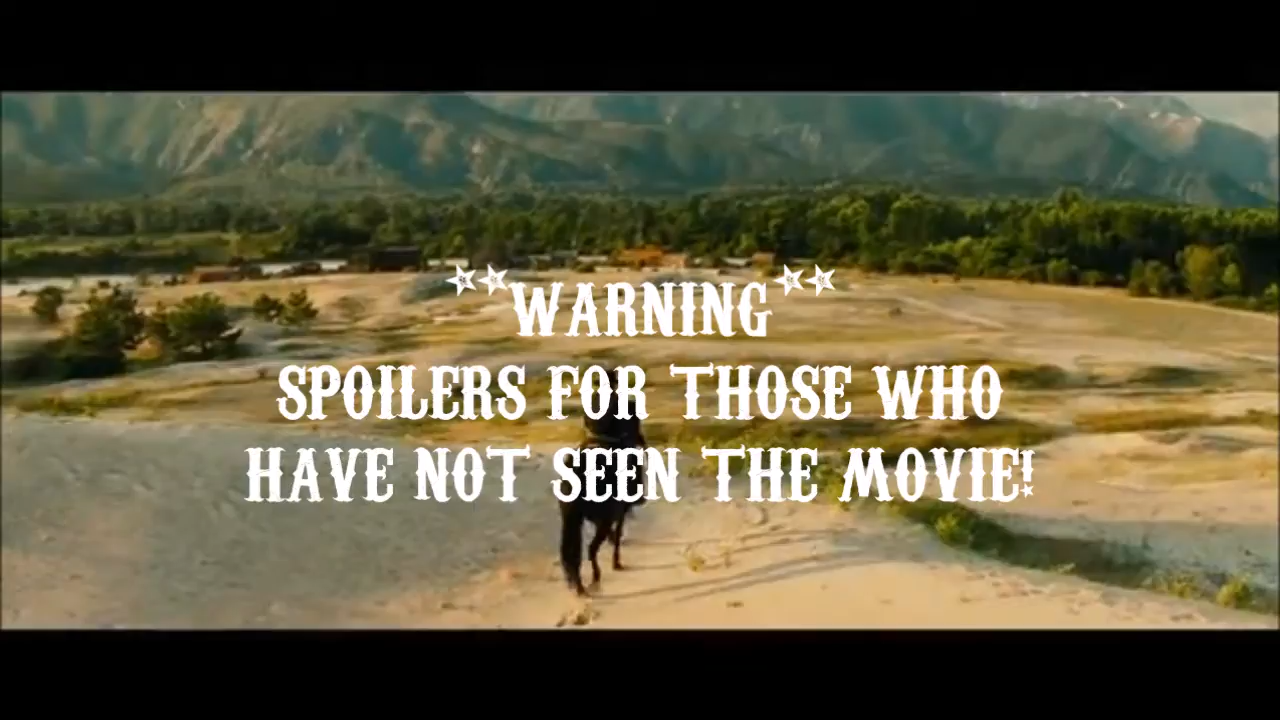 **WARNING**
SPOILERS FOR THOSE WHO
HAVE NOT SEEN THE MOVIE!